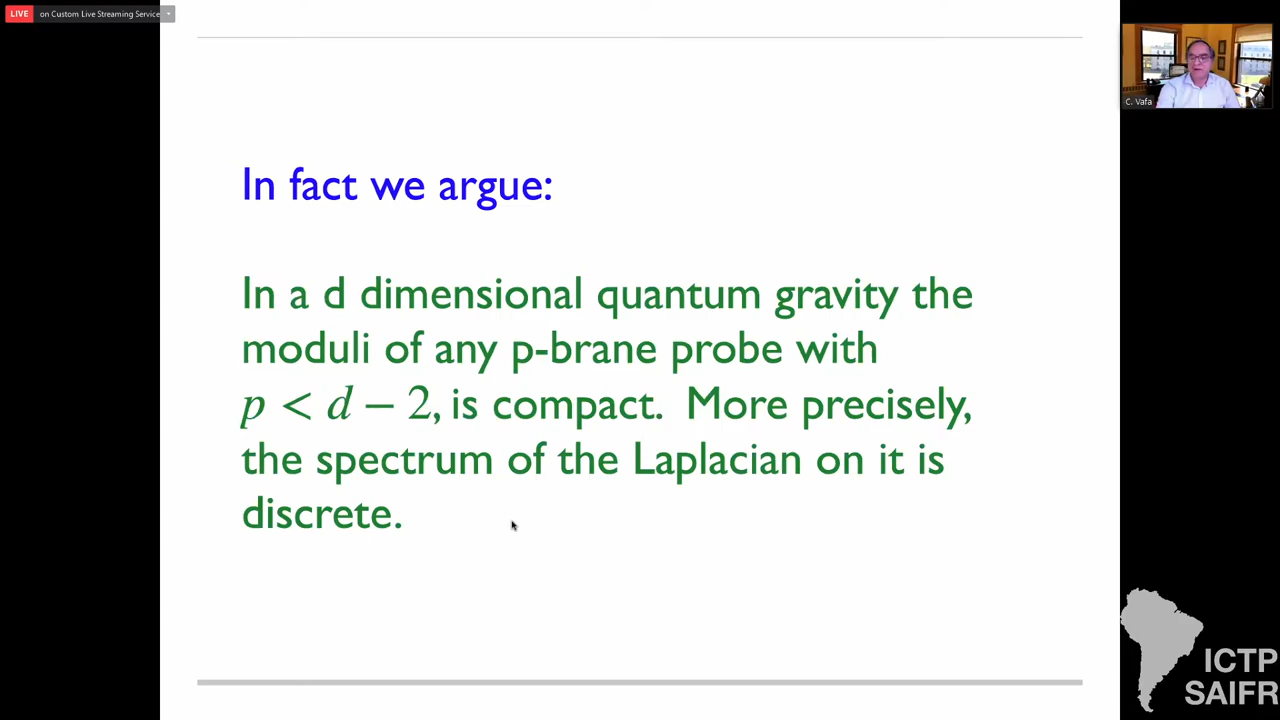 LIVE on Custom Live Streaming Service
C. Vafa
In fact we argue:
In a d dimensional quantum gravity the
moduli of any p-brane probe with
p < d − 2, is compact. More precisely,
the spectrum of the Laplacian on it is
discrete.
ICTP
SAIFR